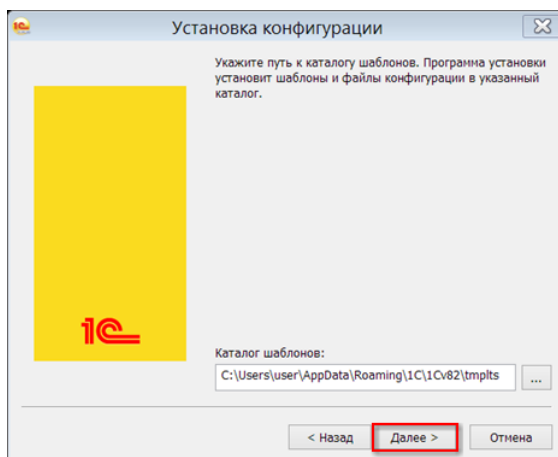 1С
Установка конфигурации
Укажите путь к каталогу шаблонов. Программа установки
установит шаблоны и файлы конфигурации в указанный
каталог.
1С
Каталог шаблонов:
C:\Users\user\AppData\Roaming\1C\1Cv82\tmplts
...
< Назад
Далее >
Отмена